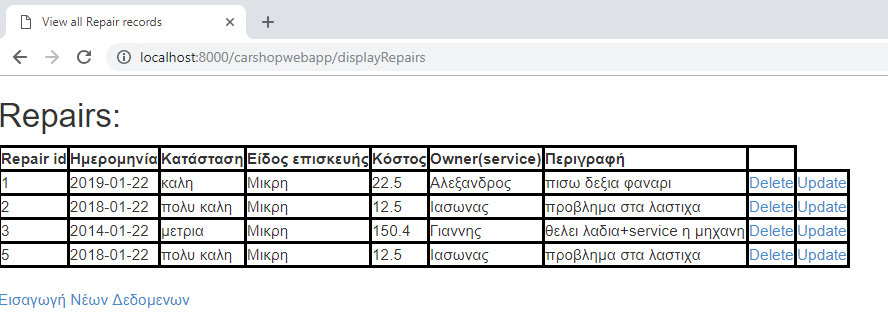 View all Repair records
localhost:8000/carshopwebapp/displayRepairs
Repairs:
Repair id Ημερομηνία Κατάσταση Είδος επισκευής Κόστος Owner(service) Περιγραφή
1 2019-01-22 καλη Μικρη 22.5 Αλεξανδρος πισω δεξια φαναρι Delete Update
2 2018-01-22 πολυ καλη Μικρη 12.5 Ιασωνας προβλημα στα λαστιχα Delete Update
3 2014-01-22 μετρια Μικρη 150.4 Γιαννης θελει λαδια+service η μηχανη Delete Update
5 2018-01-22 πολυ καλη Μικρη 12.5 Ιασωνας προβλημα στα λαστιχα Delete Update
Εισαγωγή Νέων Δεδομενων